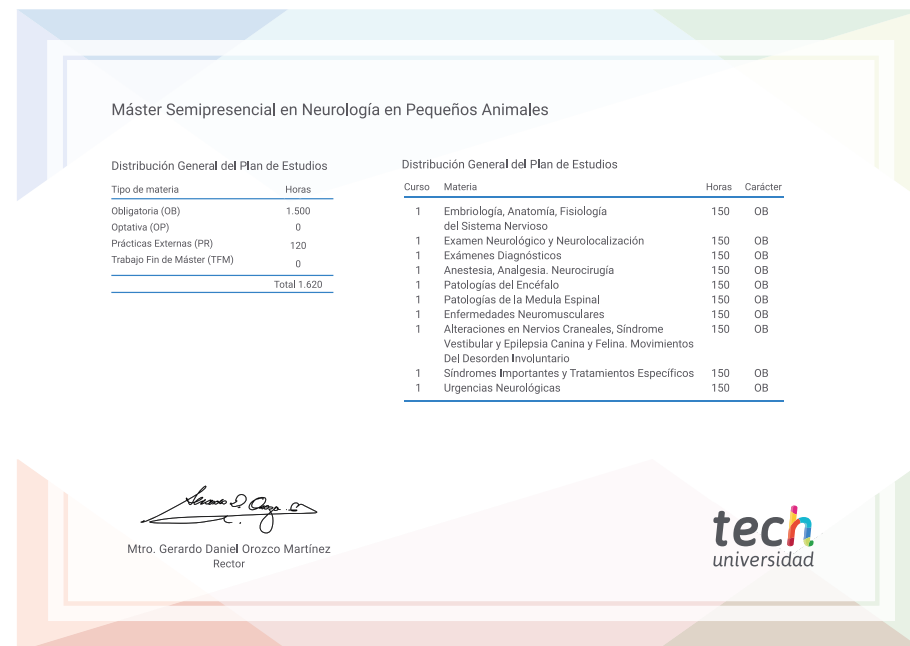 Máster Semipresencial en Neurología en Pequeños Animales
Distribución General del Plan de Estudios
Tipo de materia Horas
Obligatoria (OB) 1.500
Optativa (OP) 0
Prácticas Externas (PR) 120
Trabajo Fin de Máster (TFM) 0
Total 1.620
Distribución General del Plan de Estudios
Curso Materia Horas Carácter
1 Embriología, Anatomía, Fisiología 150 OB
del Sistema Nervioso
1 Examen Neurológico y Neurolocalización 150 OB
1 Exámenes Diagnósticos 150 OB
1 Anestesia, Analgesia. Neurocirugía 150 OB
1 Patologías del Encéfalo 150 OB
1 Patologías de la Medula Espinal 150 OB
1 Enfermedades Neuromusculares 150 OB
1 Alteraciones en Nervios Craneales, Síndrome 150 OB
Vestibular y Epilepsia Canina y Felina. Movimientos
Del Desorden Involuntario
1 Síndromes Importantes y Tratamientos Específicos 150 OB
1 Urgencias Neurológicas 150 OB
Mtro. Gerardo Daniel Orozco Martínez
Rector
tech
universidad